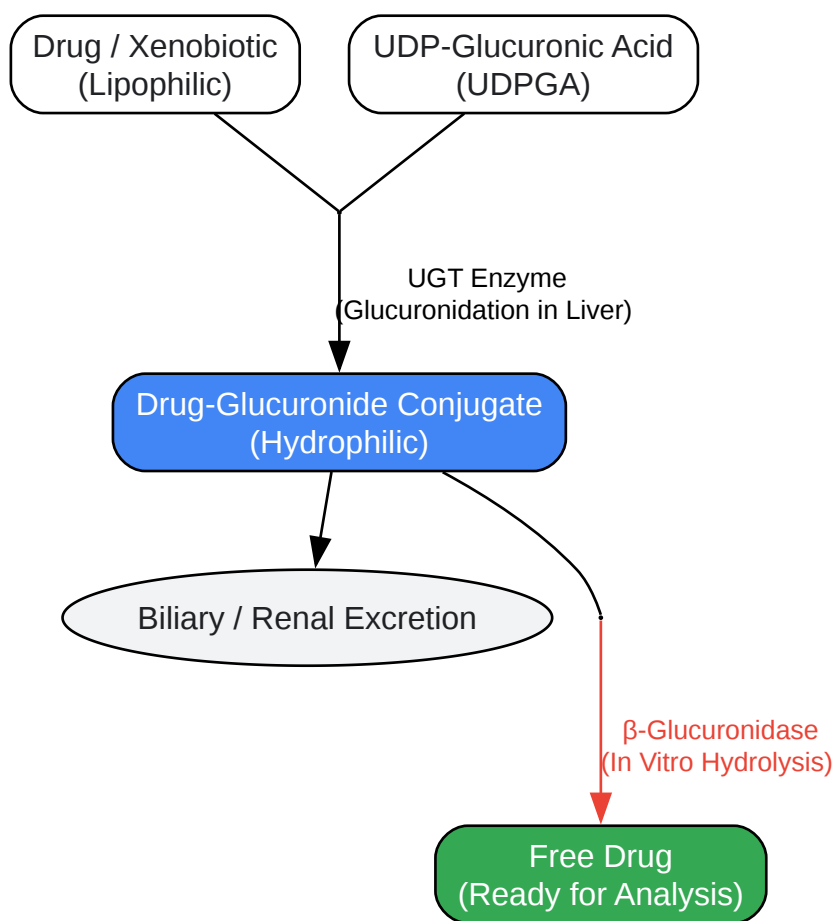 Drug / Xenobiotic
(Lipophilic)
UDP-Glucuronic Acid
(UDPGA)
UGT Enzyme
(Glucuronidation in Liver)
Drug-Glucuronide Conjugate
(Hydrophilic)
Biliary / Renal Excretion
β-Glucuronidase
(In Vitro Hydrolysis)
Free Drug
(Ready for Analysis)